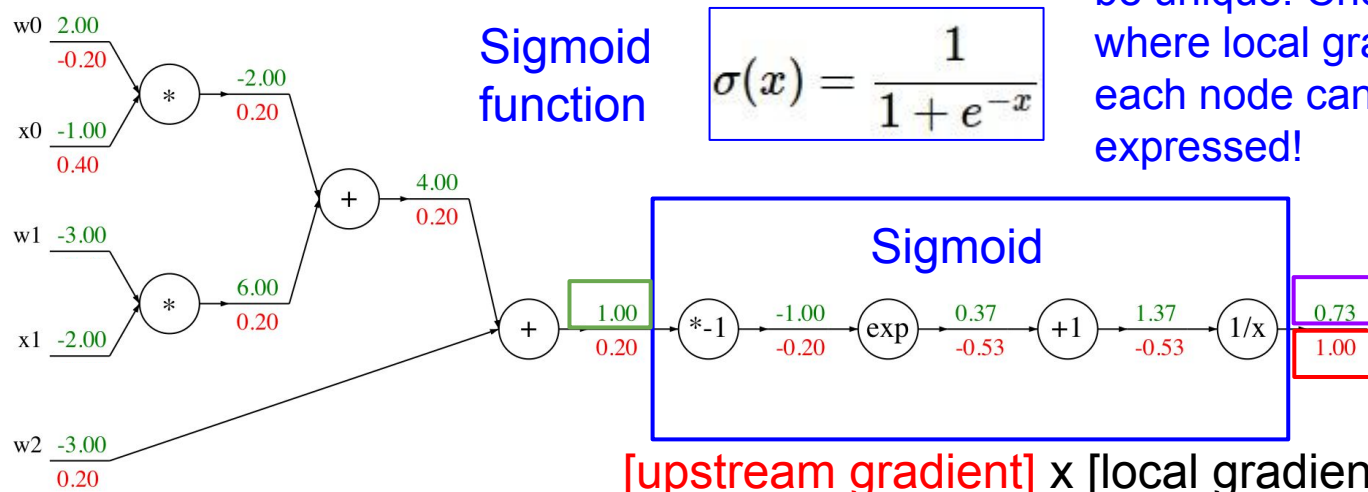 be unique.
where local
each node can
expressed!
Sigmoid
function
σ(x) = 1 / (1 + e^{-x})
w0 2.00
-0.20
*
-2.00
0.20
x0 -1.00
0.40
+
4.00
0.20
w1 -3.00
*
6.00
0.20
x1 -2.00
w2 -3.00
0.20
+
1.00
0.20
Sigmoid
*-1
-1.00
-0.20
exp
0.37
-0.53
+1
1.37
-0.53
1/x
0.73
1.00
[upstream gradient] x [local